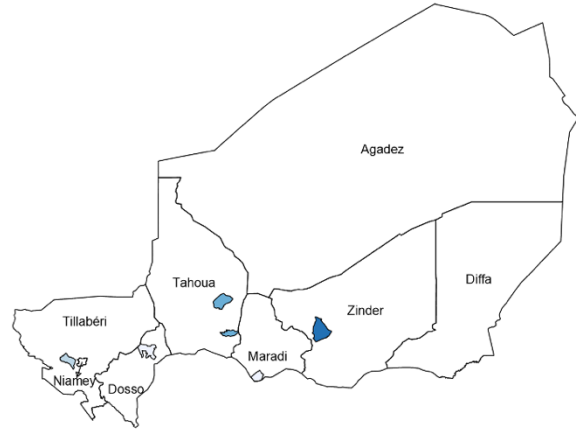 Agadez
Diffa
Tahoua
Zinder
Tillabéri
Maradi
Niamey
Dosso